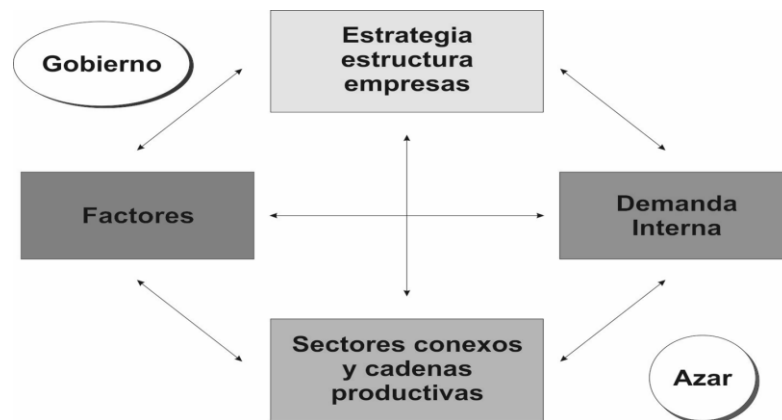 Gobierno
Estrategia
estructura
empresas
Factores
Demanda
Interna
Sectores conexos
y cadenas
productivas
Azar